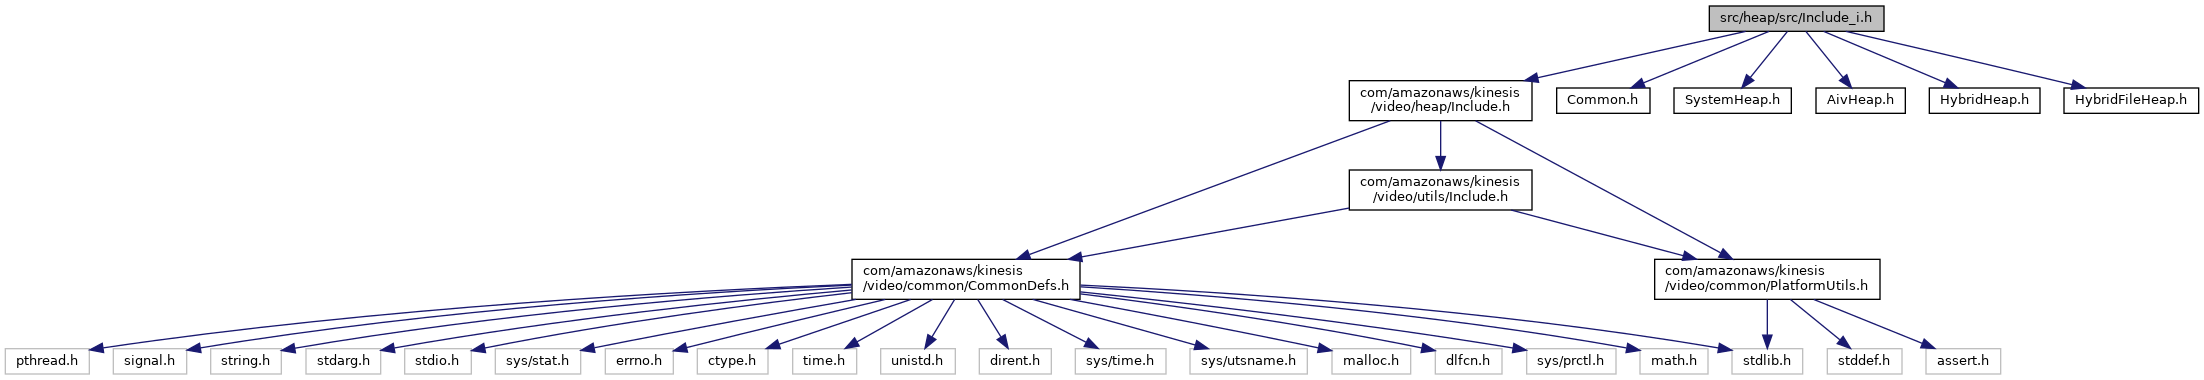 src/heap/src/Include_i.h
com/amazonaws/kinesis
/video/heap/Include.h
Common.h
SystemHeap.h
AivHeap.h
HybridHeap.h
HybridFileHeap.h
com/amazonaws/kinesis
/video/utils/Include.h
com/amazonaws/kinesis
/video/common/CommonDefs.h
com/amazonaws/kinesis
/video/common/PlatformUtils.h
pthread.h
signal.h
string.h
stdarg.h
stdio.h
sys/stat.h
errno.h
ctype.h
time.h
unistd.h
dirent.h
sys/time.h
sys/utsname.h
malloc.h
dlfcn.h
sys/prctl.h
math.h
stdlib.h
stddef.h
assert.h